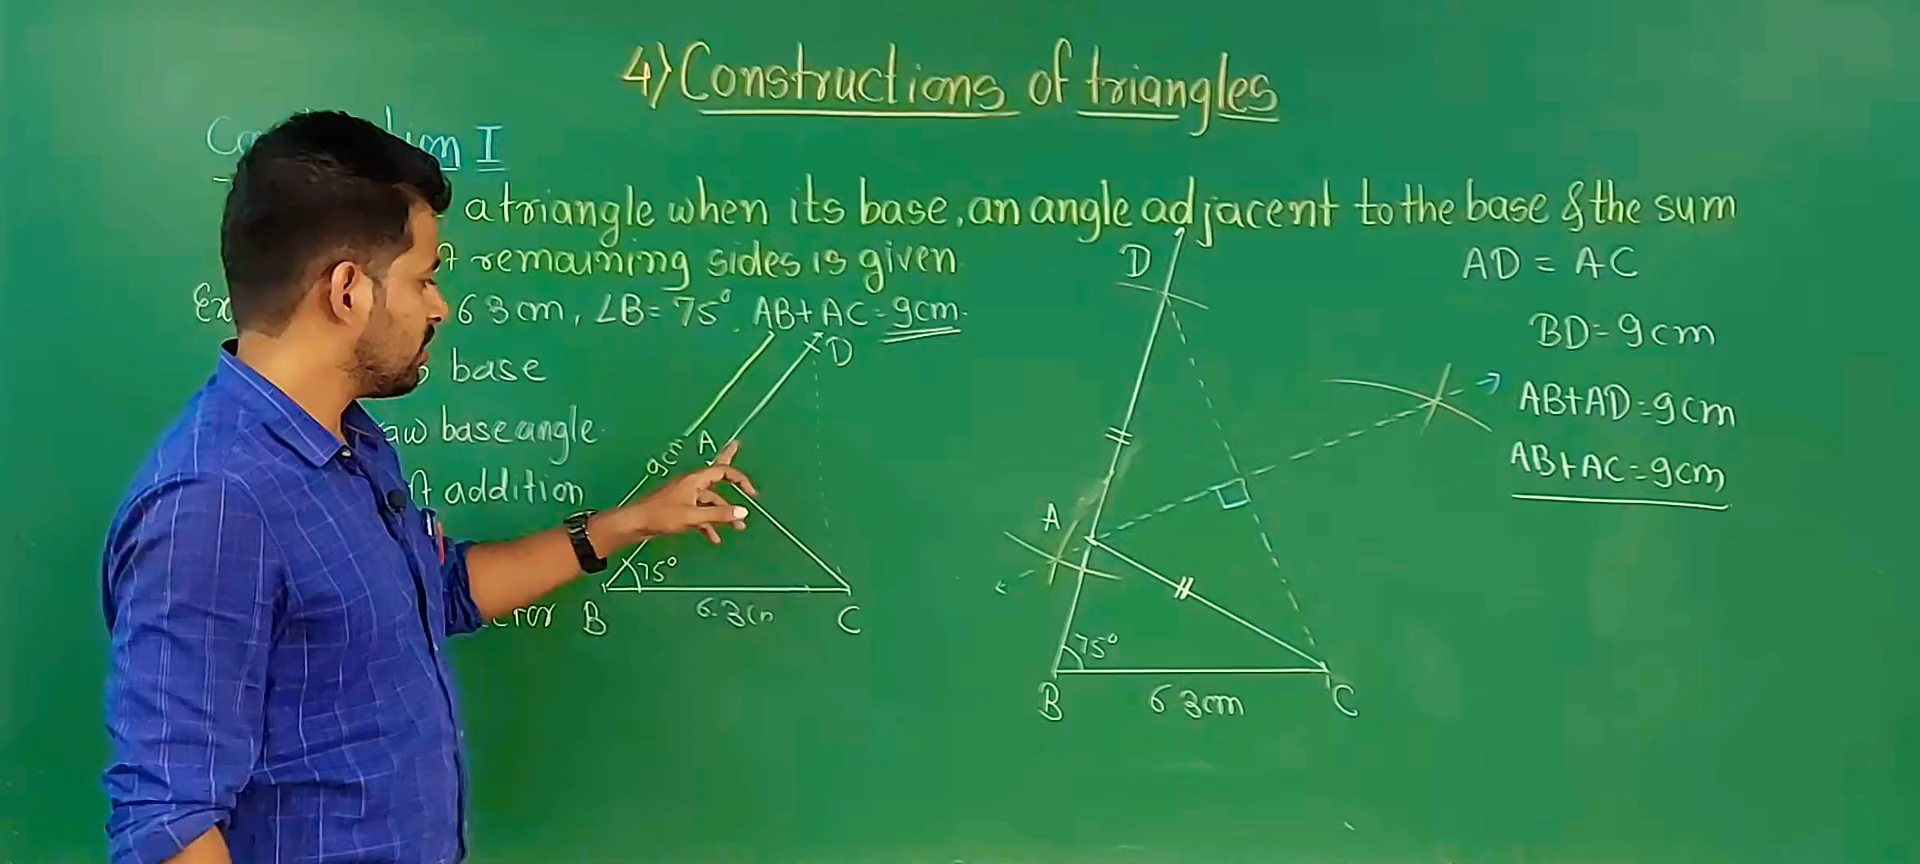 4) Constructions of triangles
I
a triangle when its base, an angle adjacent to the base & the sum
remaining sides is given
Ex 6 3 cm, ∠B = 75° AB + AC = 9cm.
base
base angle
addition
D
A
9cm
75°
B 6.3cm C
D
A
75°
B 6 3cm C
AD = AC
BD = 9cm
AB+AD = 9cm
AB+AC = 9cm